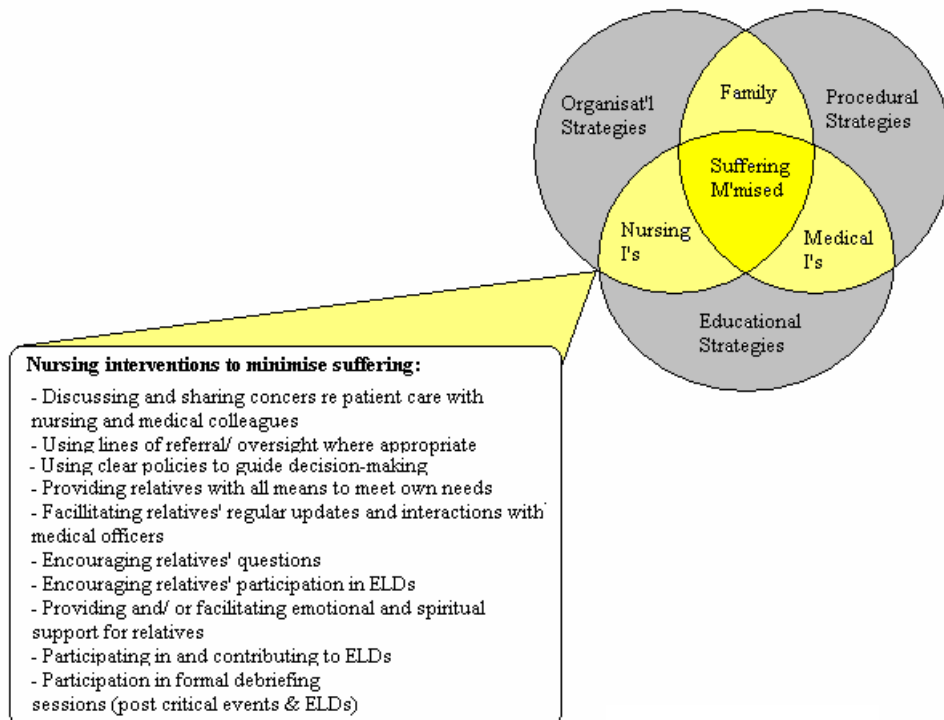 Family
Organisat'l
Strategies
Procedural
Strategies
Suffering
M'mised
Nursing
I's
Medical
I's
Educational
Strategies
Nursing interventions to minimise suffering:
- Discussing and sharing concers re patient care with
nursing and medical colleagues
- Using lines of referral/ oversight where appropriate
- Using clear policies to guide decision-making
- Providing relatives with all means to meet own needs
- Facillitating relatives' regular updates and interactions with
medical officers
- Encouraging relatives' questions
- Encouraging relatives' participation in ELDs
- Providing and/ or facilitating emotional and spiritual
support for relatives
- Participating in and contributing to ELDs
- Participation in formal debriefing
sessions (post critical events & ELDs)